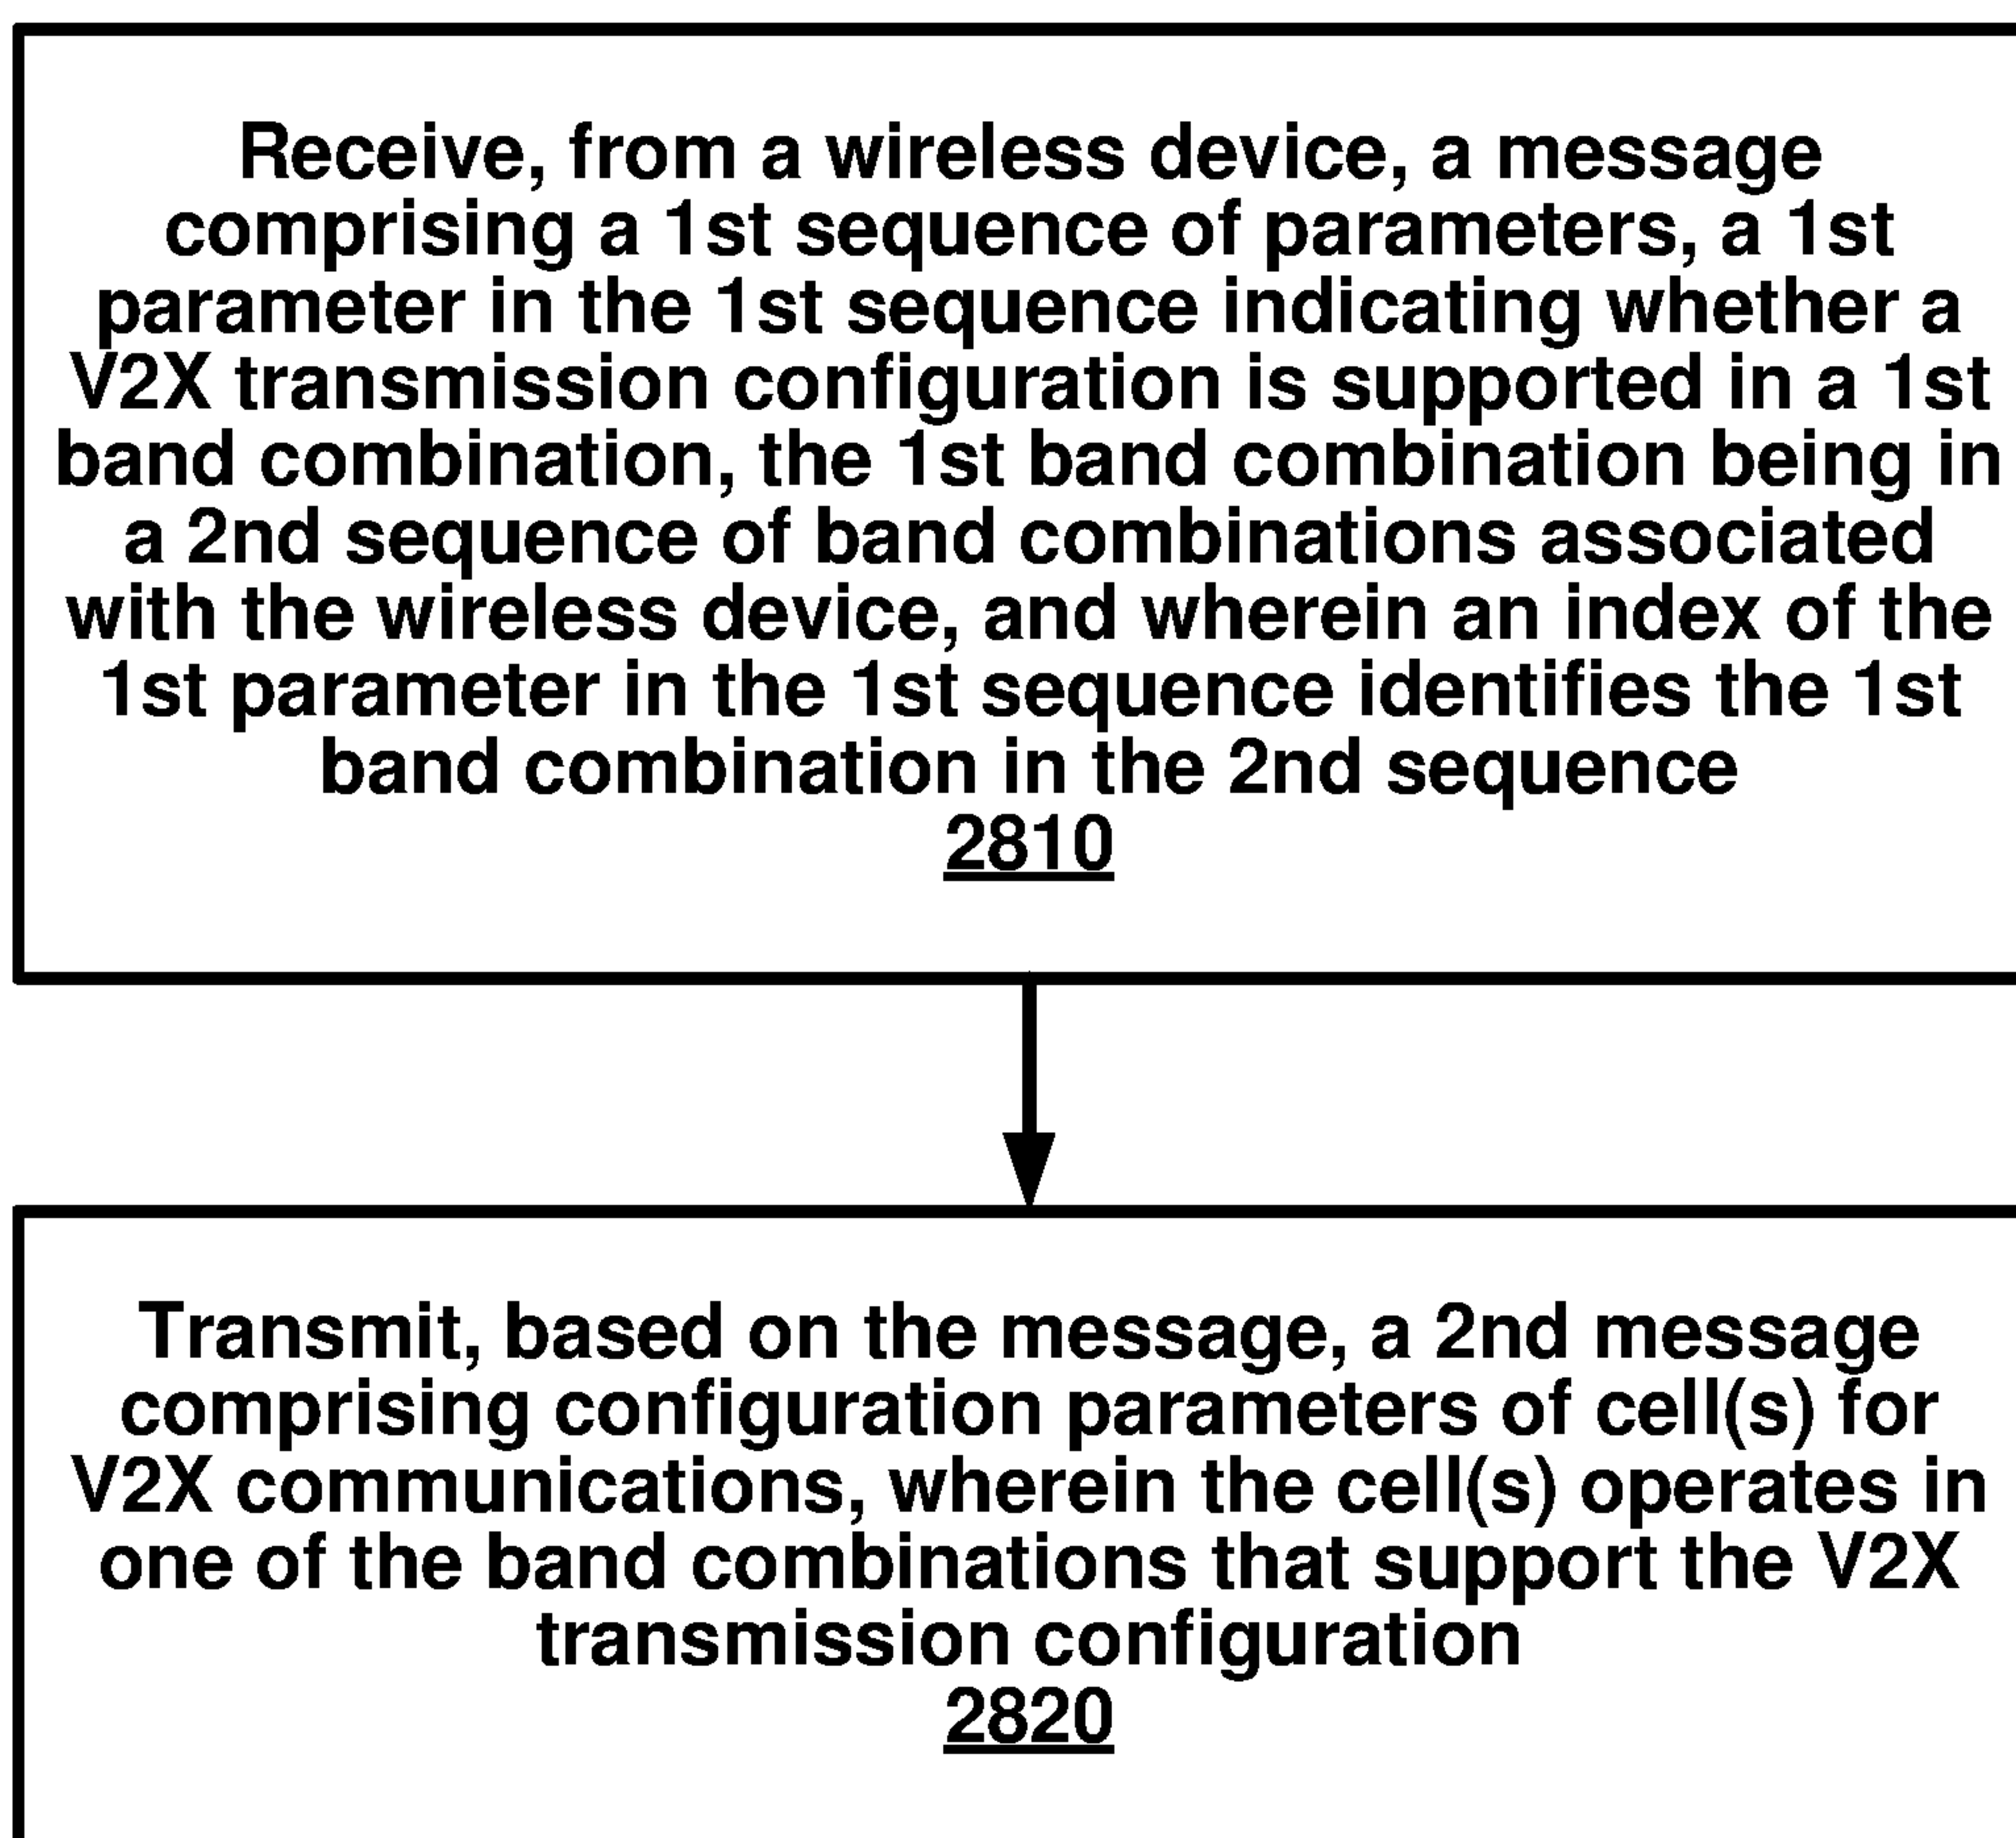 Receive, from a wireless device, a message
comprising a 1st sequence of parameters, a 1st
parameter in the 1st sequence indicating whether a
V2X transmission configuration is supported in a 1st
band combination, the 1st band combination being in
a 2nd sequence of band combinations associated
with the wireless device, and wherein an index of the
1st parameter in the 1st sequence identifies the 1st
band combination in the 2nd sequence
2810
Transmit, based on the message, a 2nd message
comprising configuration parameters of cell(s) for
V2X communications, wherein the cell(s) operates in
one of the band combinations that support the V2X
transmission configuration
2820